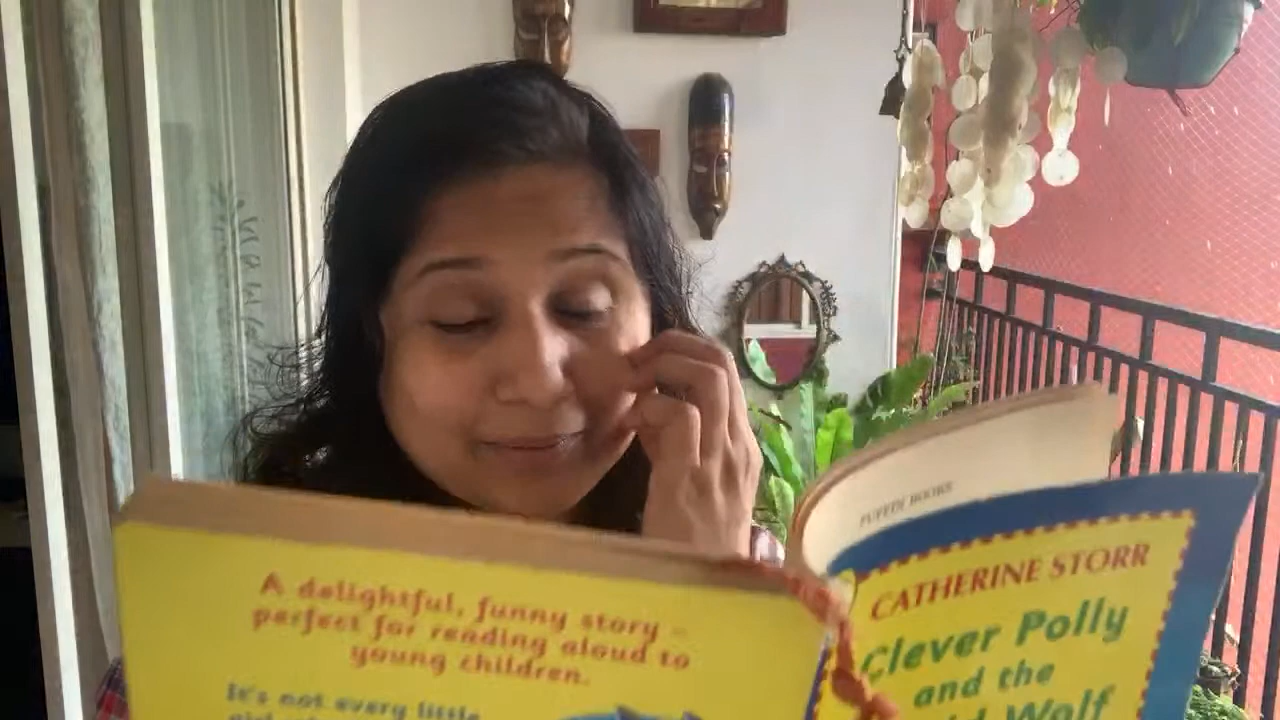 A delightful, funny story –
perfect for reading aloud to
young children.
It's not every little
PUFFIN BOOKS
CATHERINE STORR
Clever Polly
and the
Wolf